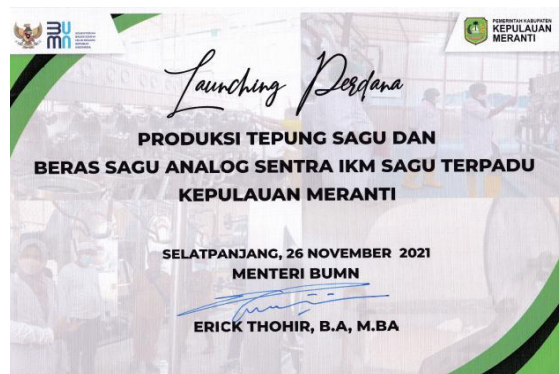 BUMN
PEMERINTAH KABUPATEN
KEPULAUAN
MERANTI
Launching Perdana
PRODUKSI TEPUNG SAGU DAN
BERAS SAGU ANALOG SENTRA IKM SAGU TERPADU
KEPULAUAN MERANTI
SELATPANJANG, 26 NOVEMBER 2021
MENTERI BUMN
ERICK THOHIR, B.A, M.BA